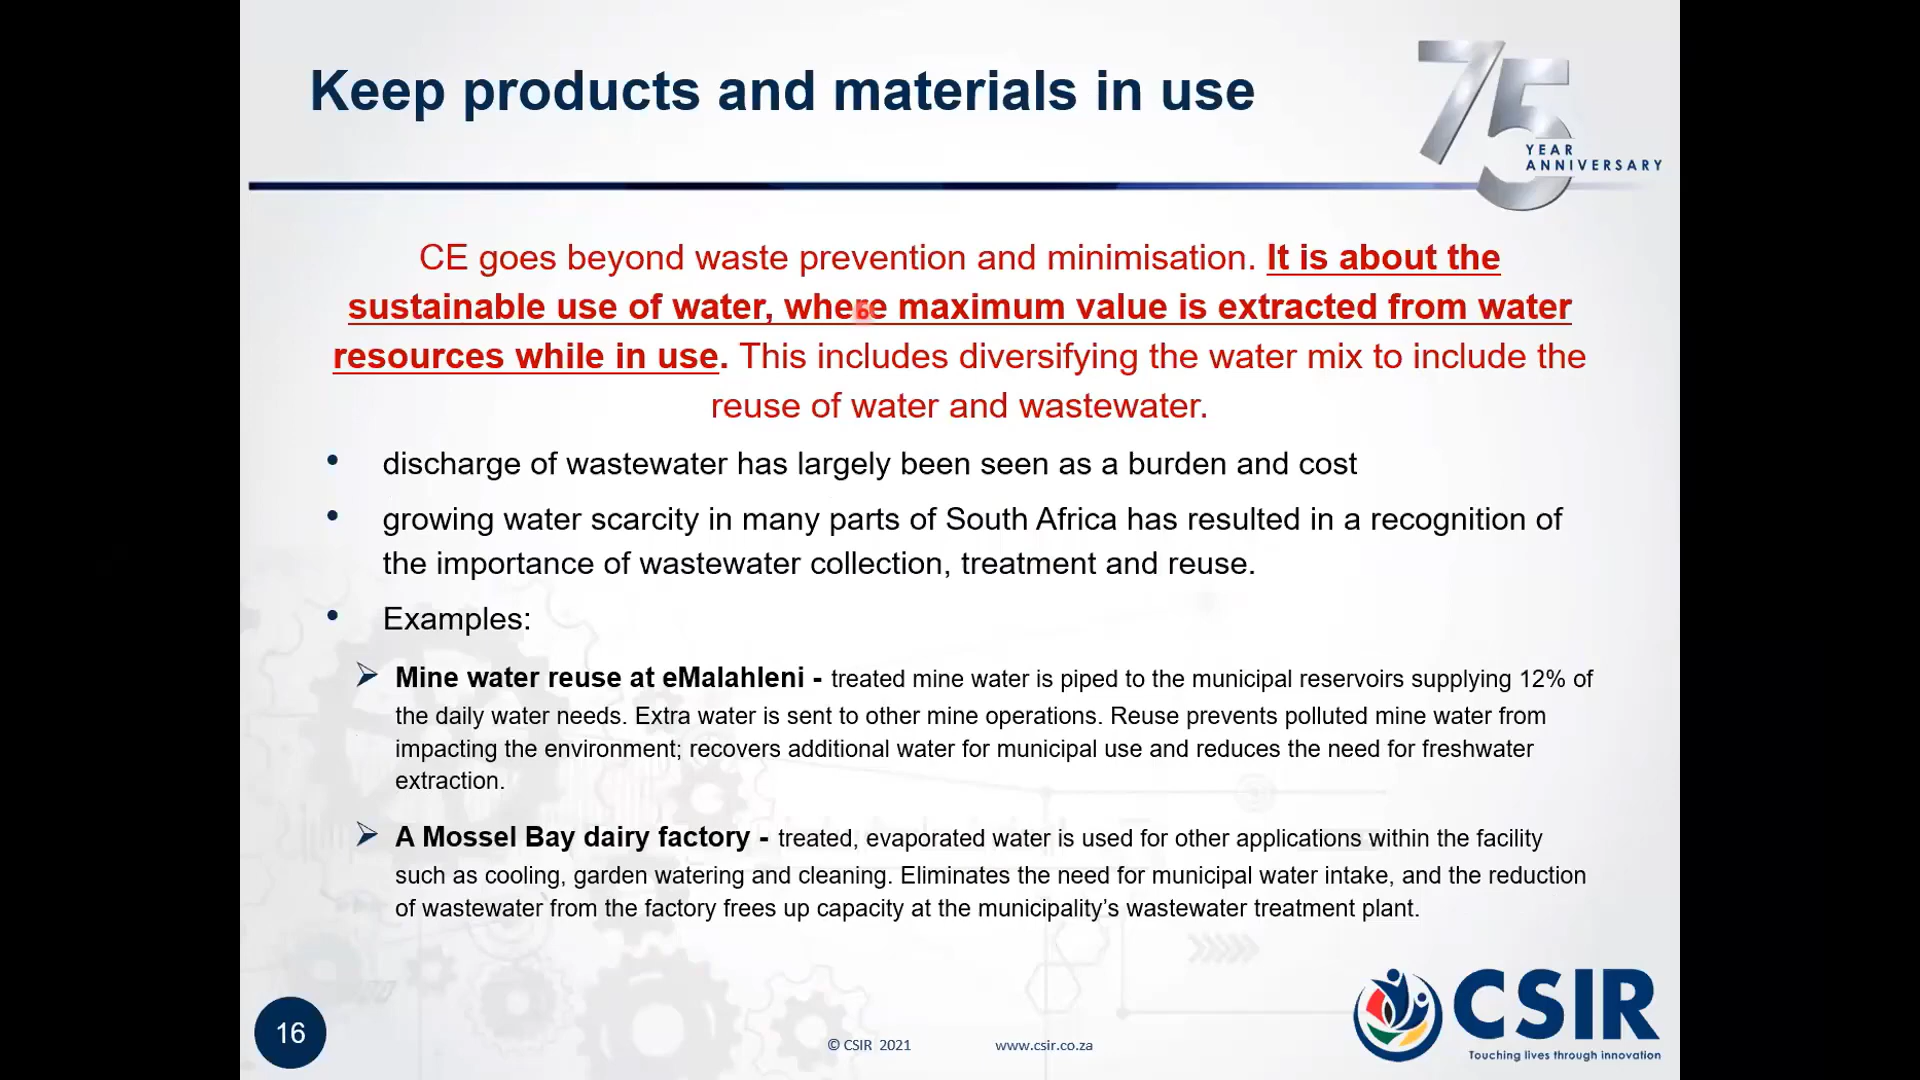 Keep products and materials in use
75
YEAR
ANNIVERSARY
CE goes beyond waste prevention and minimisation. It is about the
sustainable use of water, where maximum value is extracted from water
resources while in use. This includes diversifying the water mix to include the
reuse of water and wastewater.
• discharge of wastewater has largely been seen as a burden and cost
• growing water scarcity in many parts of South Africa has resulted in a recognition of
the importance of wastewater collection, treatment and reuse.
• Examples:
➢ Mine water reuse at eMalahleni - treated mine water is piped to the municipal reservoirs supplying 12% of
the daily water needs. Extra water is sent to other mine operations. Reuse prevents polluted mine water from
impacting the environment; recovers additional water for municipal use and reduces the need for freshwater
extraction.
➢ A Mossel Bay dairy factory - treated, evaporated water is used for other applications within the facility
such as cooling, garden watering and cleaning. Eliminates the need for municipal water intake, and the reduction
of wastewater from the factory frees up capacity at the municipality’s wastewater treatment plant.
16
© CSIR 2021
www.csir.co.za
CSIR
Touching lives through innovation